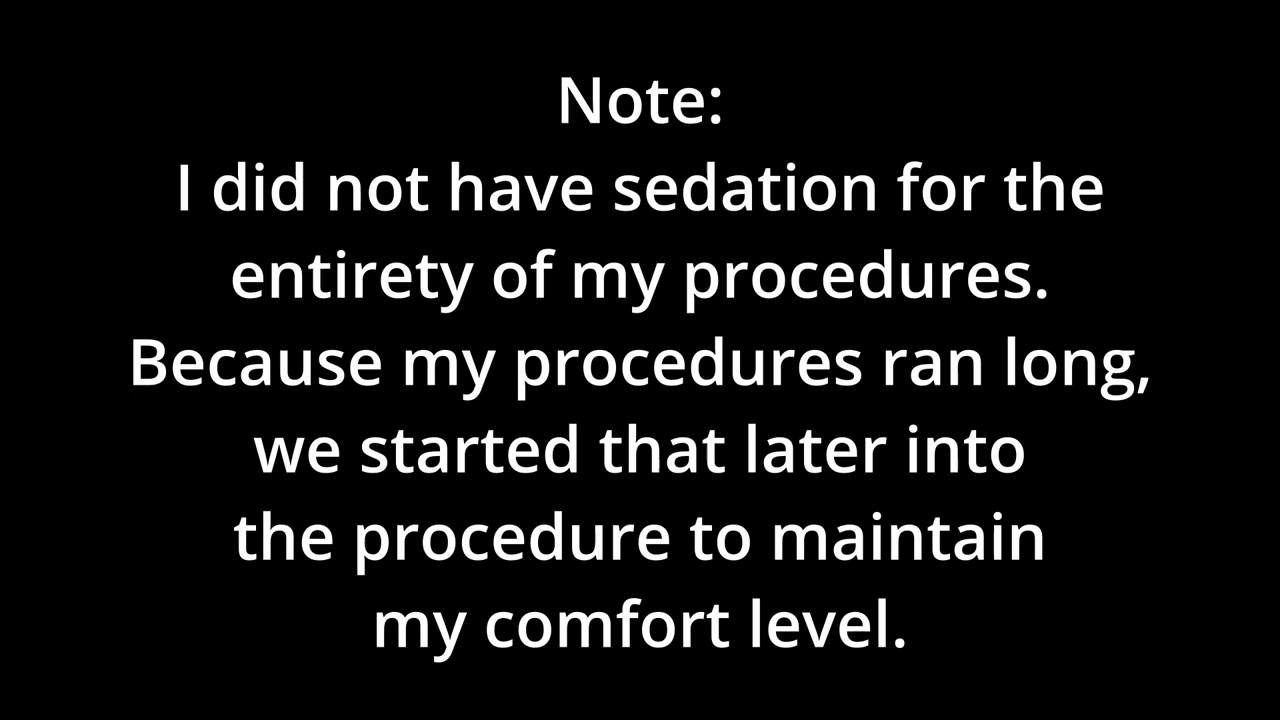 Note:
I did not have sedation for the
entirety of my procedures.
Because my procedures ran long,
we started that later into
the procedure to maintain
my comfort level.